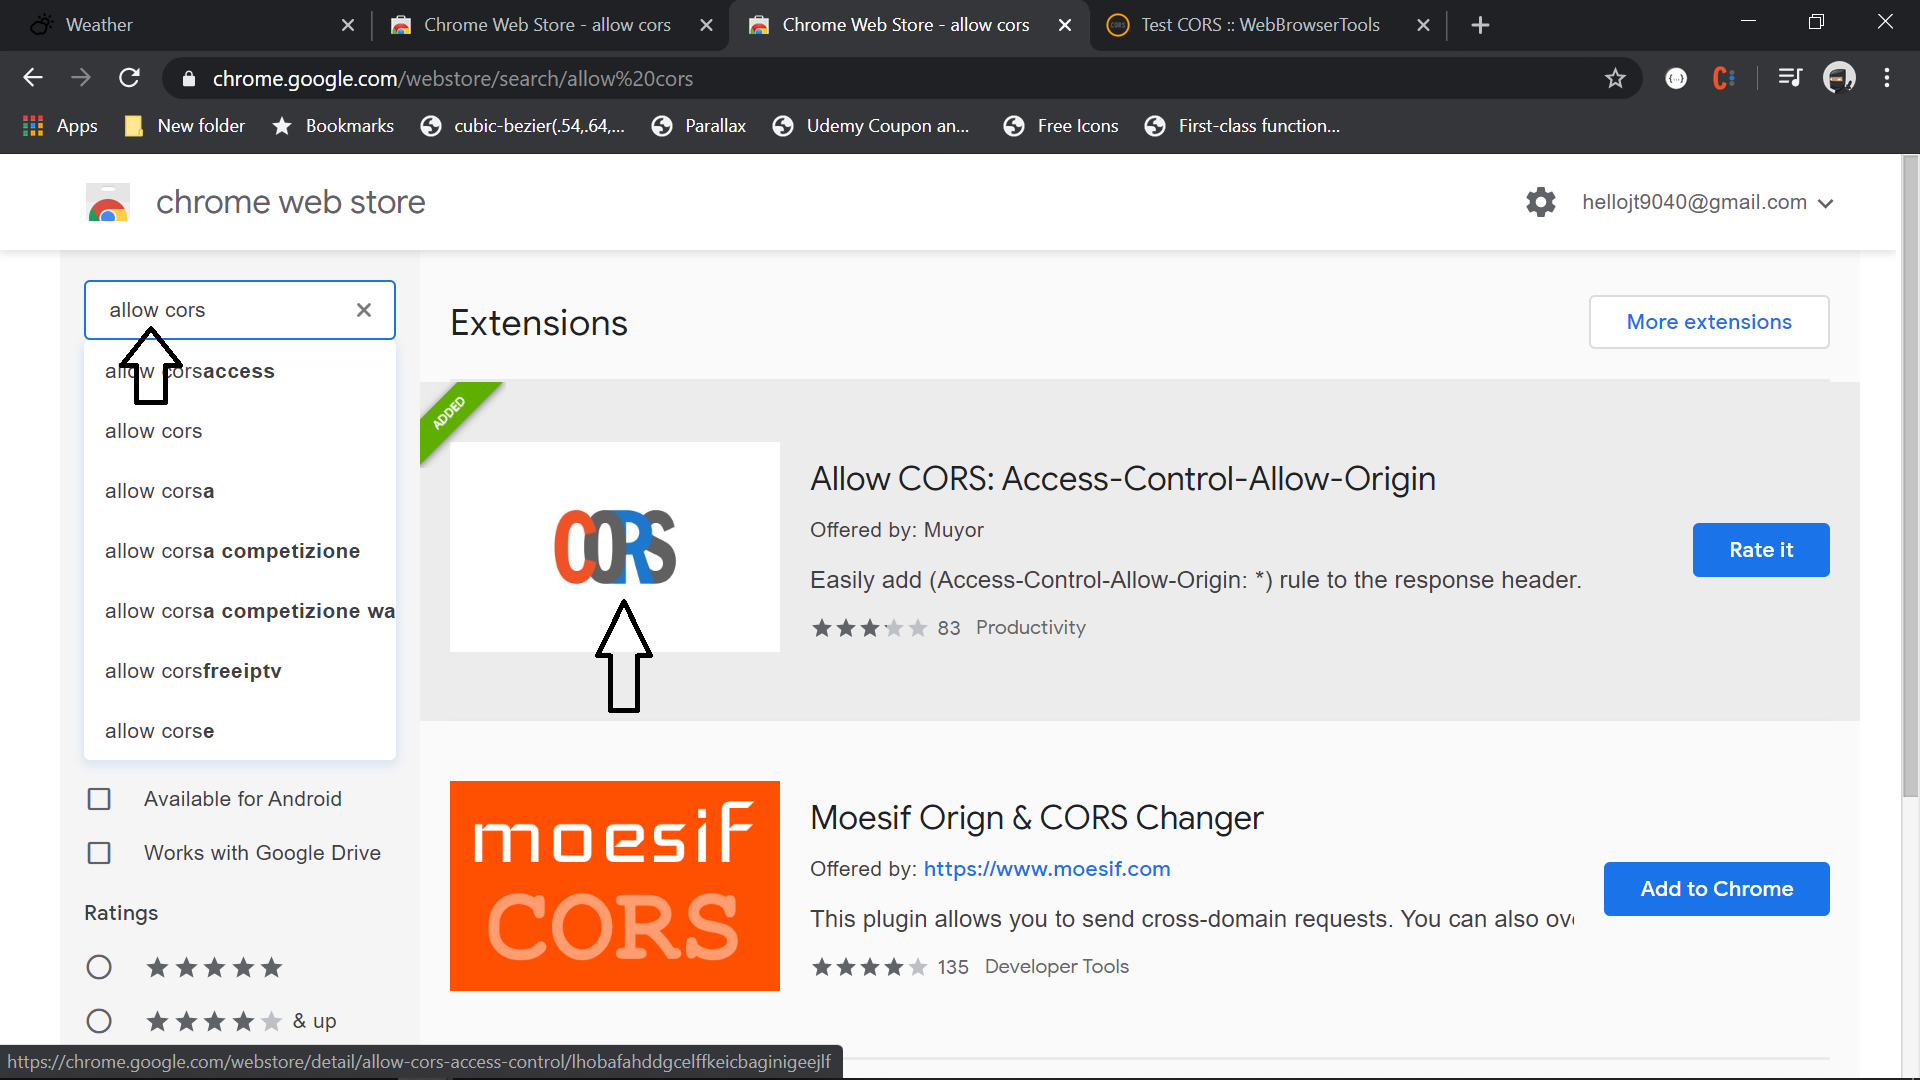 Weather
Chrome Web Store - allow cors
Chrome Web Store - allow cors
Test CORS :: WebBrowserTools
chrome.google.com/webstore/search/allow%20cors
Apps
New folder
Bookmarks
cubic-bezier(.54,.64,...
Parallax
Udemy Coupon an...
Free Icons
First-class function...
chrome web store
hellojt9040@gmail.com
allow cors
allow corsaccess
allow cors
allow corsa
allow corsa competizione
allow corsa competizione wa
allow corsfreeiptv
allow corse
Available for Android
Works with Google Drive
Ratings
& up
Extensions
More extensions
ADDED
CORS
Allow CORS: Access-Control-Allow-Origin
Offered by: Muyor
Easily add (Access-Control-Allow-Origin: *) rule to the response header.
83 Productivity
Rate it
moesif
CORS
Moesif Orign & CORS Changer
Offered by: https://www.moesif.com
This plugin allows you to send cross-domain requests. You can also ov
135 Developer Tools
Add to Chrome
https://chrome.google.com/webstore/detail/allow-cors-access-control/lhobafahddgcelffkeicbaginigeejlf